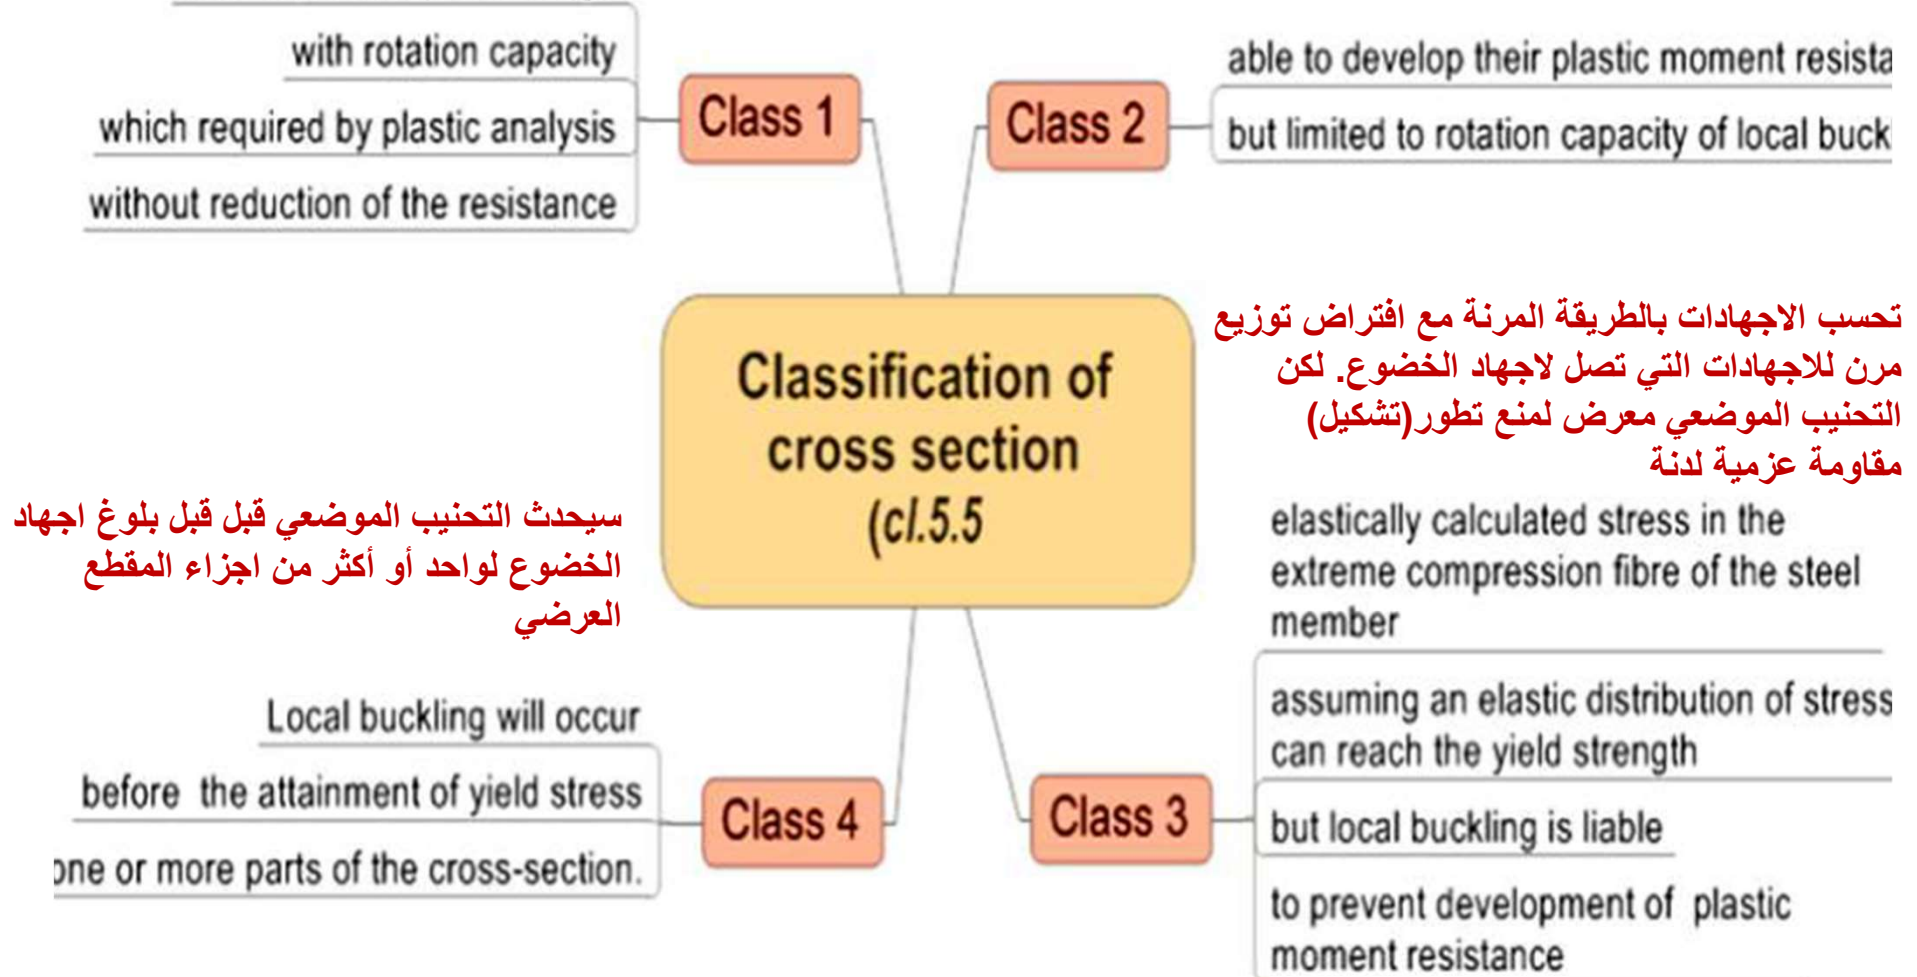 with rotation capacity
which required by plastic analysis
without reduction of the resistance
Class 1
Class 2
able to develop their plastic moment resista
but limited to rotation capacity of local buck
Classification of
cross section
(cl.5.5
تحسب الاجهادات بالطريقة المرنة مع افتراض توزيع
مرن للاجهادات التي تصل لاجهاد الخضوع. لكن
التحنيب الموضعي معرض لمنع تطور(تشكيل)
مقاومة عزمية لدنة
سيحدث التحنيب الموضعي قبل قبل بلوغ اجهاد
الخضوع لواحد أو أكثر من اجزاء المقطع
العرضي
Local buckling will occur
before the attainment of yield stress
one or more parts of the cross-section.
Class 4
Class 3
elastically calculated stress in the
extreme compression fibre of the steel
member
assuming an elastic distribution of stress
can reach the yield strength
but local buckling is liable
to prevent development of plastic
moment resistance